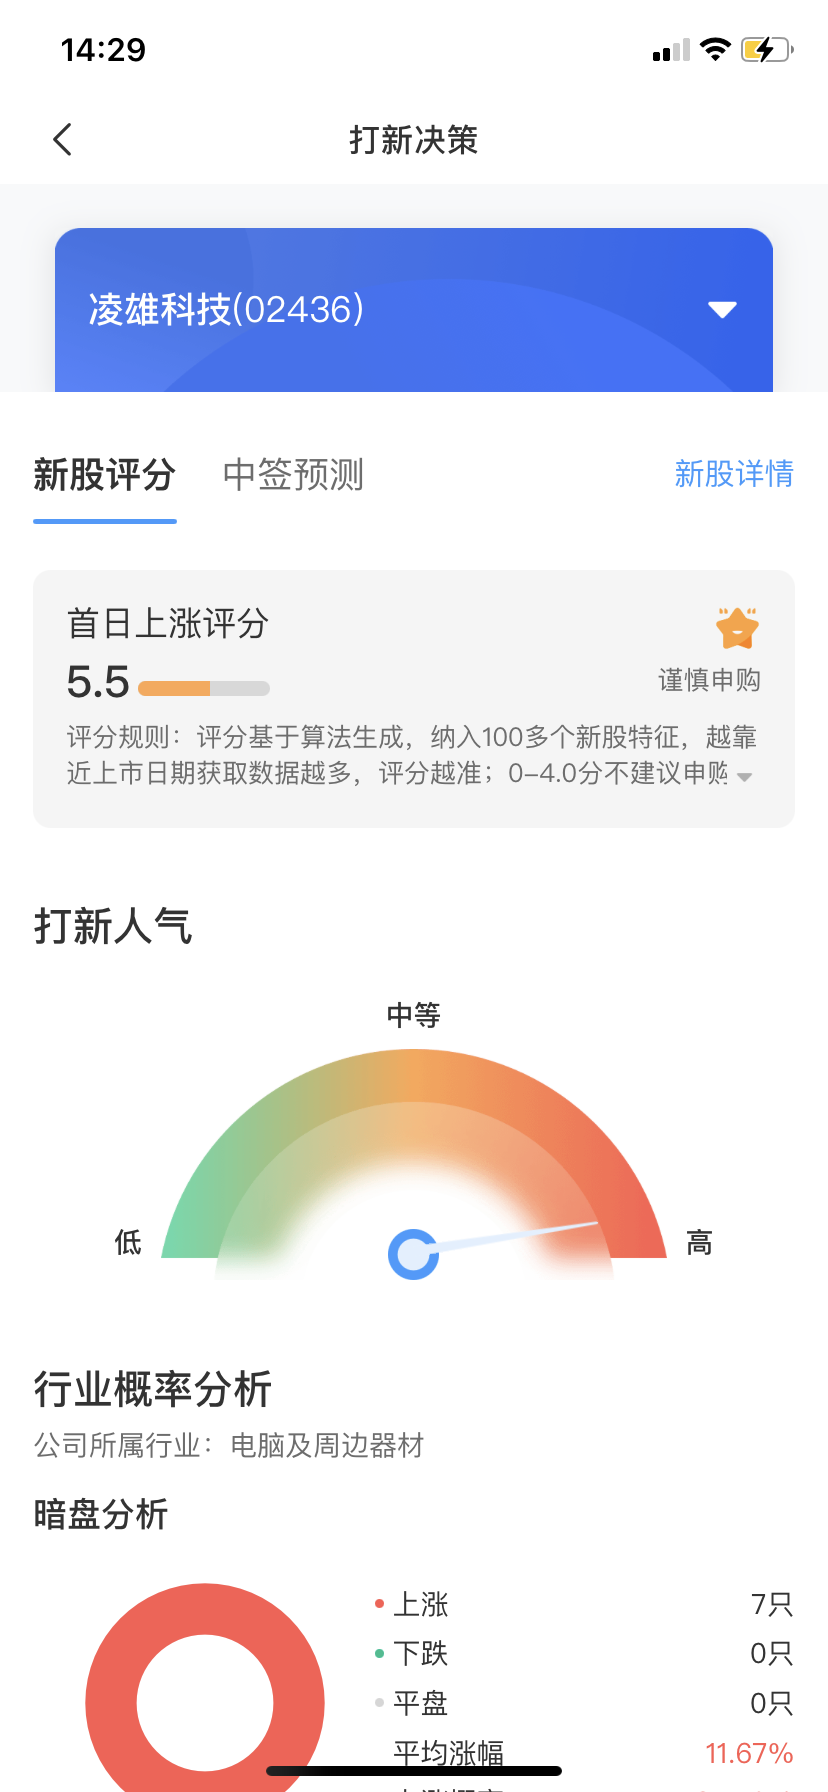 14:29
打新决策
凌雄科技(02436)
新股评分
中签预测
新股详情
首日上涨评分
5.5
谨慎申购
评分规则：评分基于算法生成，纳入100多个新股特征，越靠
近上市日期获取数据越多，评分越准；0-4.0分不建议申购
打新人气
中等
低
高
行业概率分析
公司所属行业：电脑及周边器材
暗盘分析
上涨 7只
下跌 0只
平盘 0只
平均涨幅 11.67%